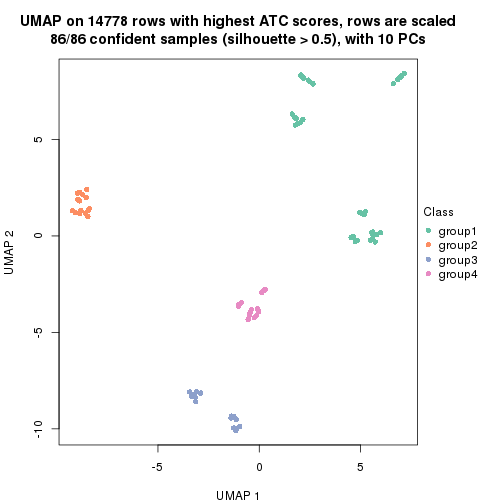 UMAP on 14778 rows with highest ATC scores, rows are scaled
86/86 confident samples (silhouette > 0.5), with 10 PCs
5
0
-5
-10
UMAP 2
-5
0
5
UMAP 1
Class
group1
group2
group3
group4